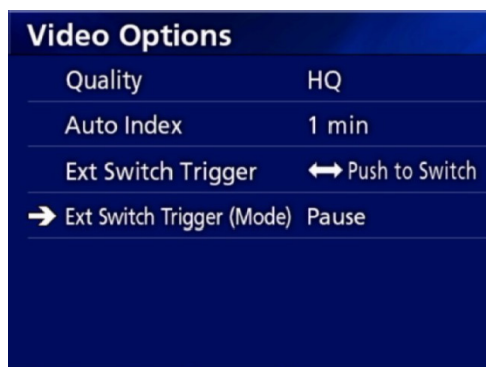 Video Options
Quality HQ
Auto Index 1 min
Ext Switch Trigger Push to Switch
Ext Switch Trigger (Mode) Pause